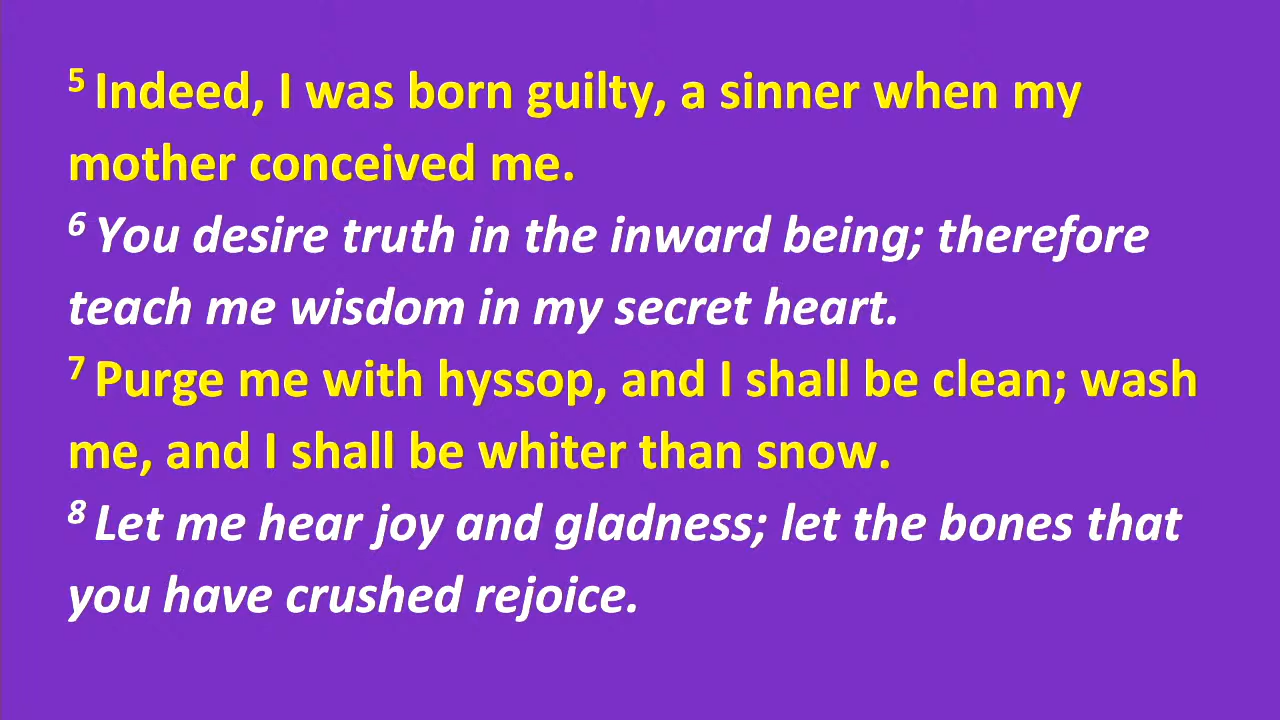 5 Indeed, I was born guilty, a sinner when my
mother conceived me.
6 You desire truth in the inward being; therefore
teach me wisdom in my secret heart.
7 Purge me with hyssop, and I shall be clean; wash
me, and I shall be whiter than snow.
8 Let me hear joy and gladness; let the bones that
you have crushed rejoice.